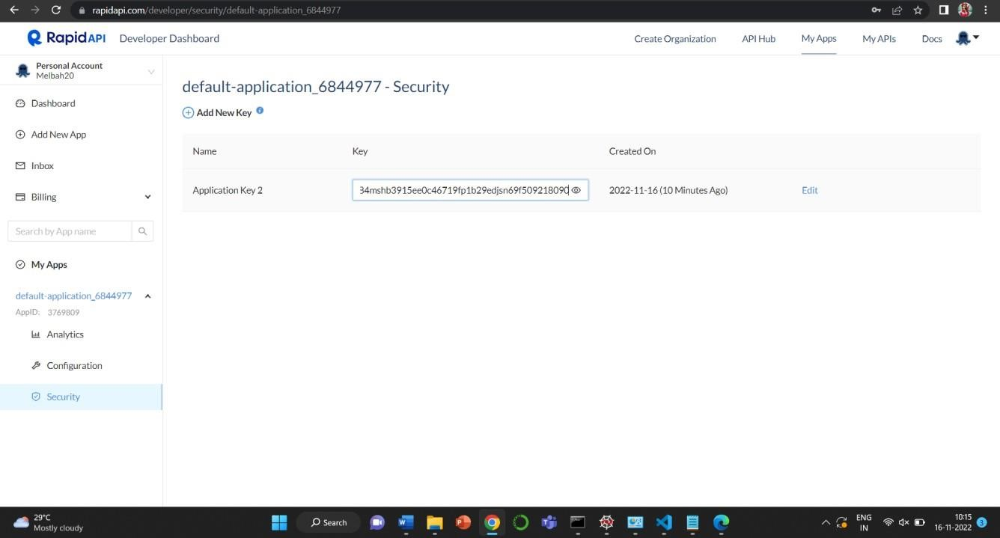 rapidapi.com/developer/security/default-application_6844977
RapidAPI Developer Dashboard Create Organization API Hub My Apps My APIs Docs
Personal Account
Melbah20
default-application_6844977 - Security
Add New Key
Dashboard
Add New App
Inbox
Billing
Search by App name
My Apps
default-application_6844977
AppID: 3769809
Analytics
Configuration
Security
Name Key Created On
Application Key 2 34mshb3915ee0c46719fp1b29edjsn69f509218090 2022-11-16 (10 Minutes Ago) Edit
29°C
Mostly cloudy
Search
ENG
IN
10:15
16-11-2022
3